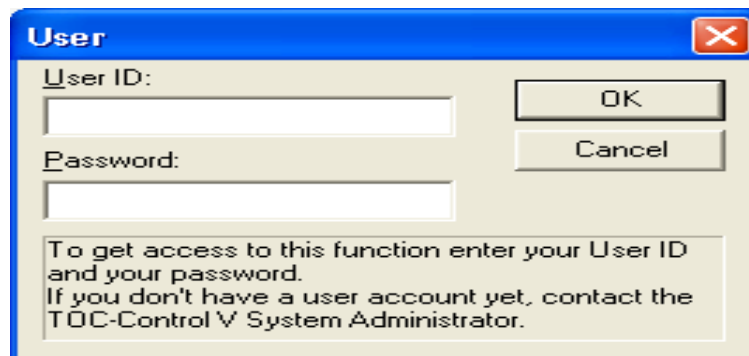 User
User ID:
OK
Password:
Cancel
To get access to this function enter your User ID
and your password.
If you don't have a user account yet, contact the
TOC-Control V System Administrator.